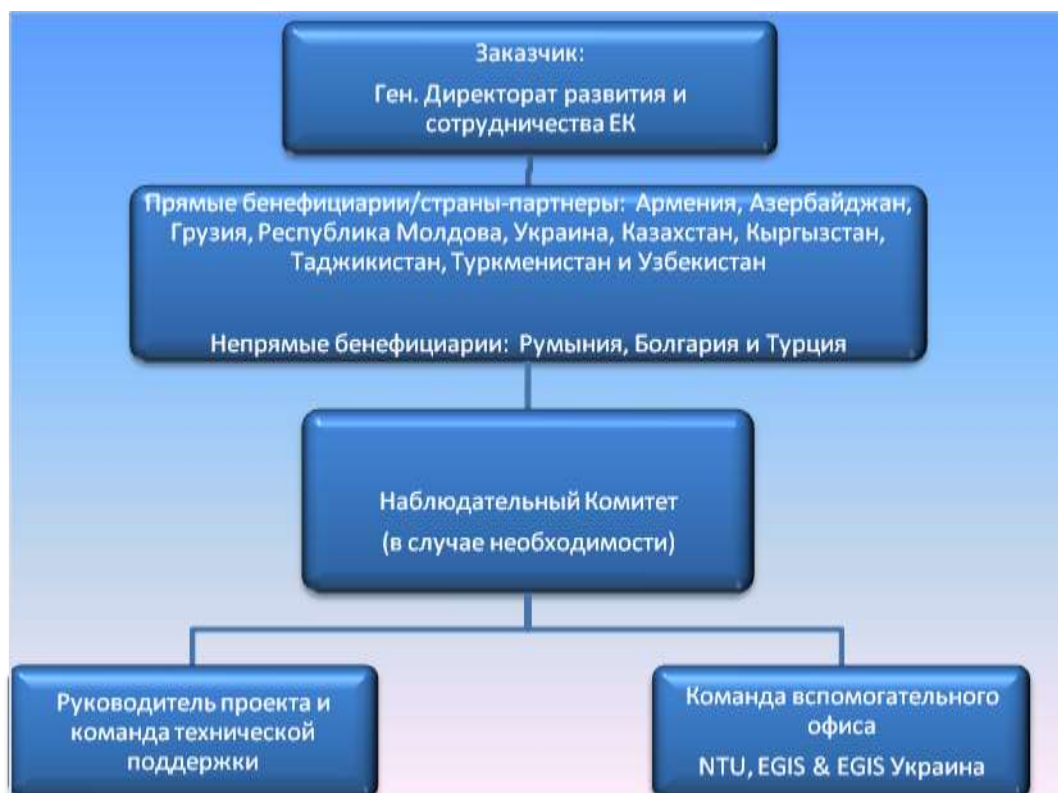 Заказчик:
Ген. Директорат развития и
сотрудничества ЕК
Прямые бенефициарии/страны-партнеры: Армения, Азербайджан,
Грузия, Республика Молдова, Украина, Казахстан, Кыргызстан,
Таджикистан, Туркменистан и Узбекистан
Непрямые бенефициарии: Румыния, Болгария и Турция
Наблюдательный Комитет
(в случае необходимости)
Руководитель проекта и
команда технической
поддержки
Команда вспомогательного
офиса
NTU, EGIS & EGIS Украина